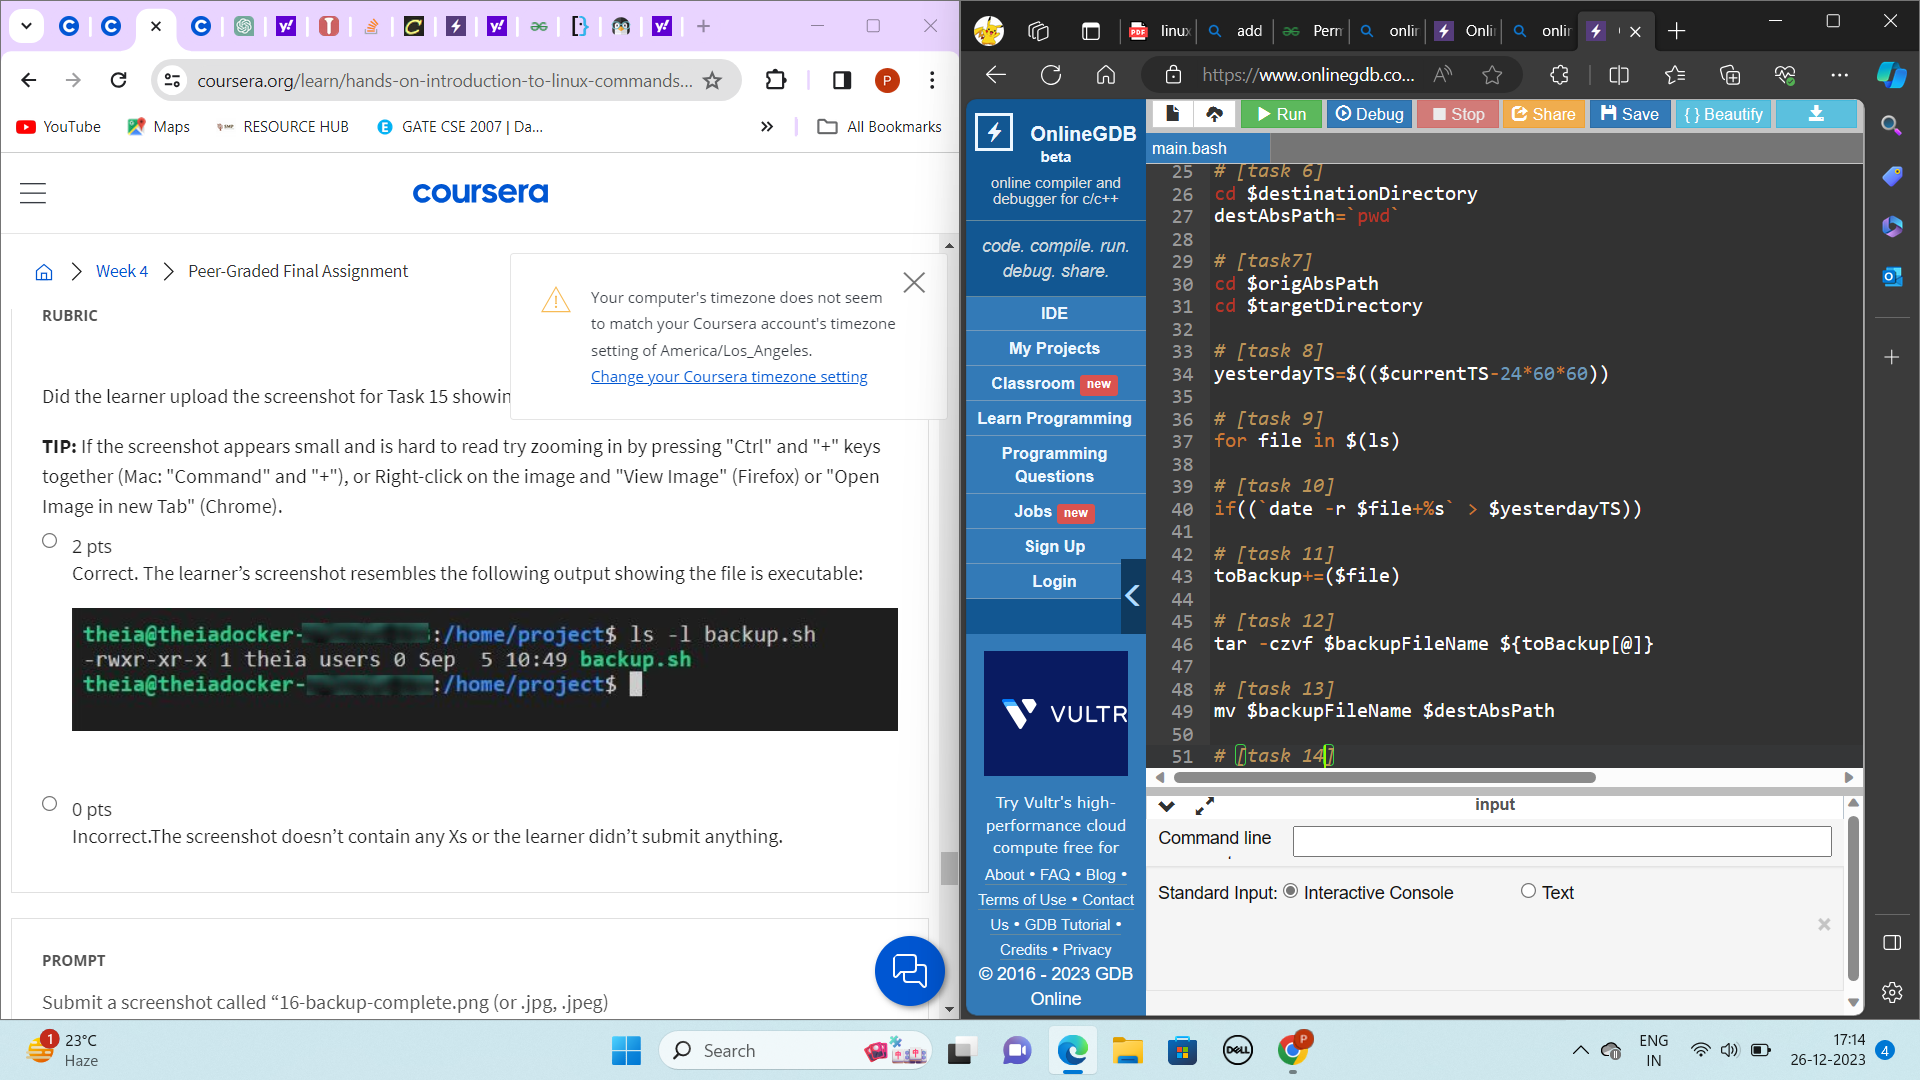 coursera.org/learn/hands-on-introduction-to-linux-commands...
P
YouTube
Maps
RESOURCE HUB
GATE CSE 2007 | Da...
All Bookmarks
coursera
Week 4
Peer-Graded Final Assignment
RUBRIC
Your computer's timezone does not seem
to match your Coursera account's timezone
setting of America/Los_Angeles.
Change your Coursera timezone setting
Did the learner upload the screenshot for Task 15 showin
TIP: If the screenshot appears small and is hard to read try zooming in by pressing "Ctrl" and "+" keys
together (Mac: "Command" and "+"), or Right-click on the image and "View Image" (Firefox) or "Open
Image in new Tab" (Chrome).
2 pts
Correct. The learner’s screenshot resembles the following output showing the file is executable:
theia@theiadocker- :/home/project$ ls -l backup.sh
-rwxr-xr-x 1 theia users 0 Sep  5 10:49 backup.sh
theia@theiadocker- :/home/project$
0 pts
Incorrect.The screenshot doesn’t contain any Xs or the learner didn’t submit anything.
PROMPT
Submit a screenshot called “16-backup-complete.png (or .jpg, .jpeg)
linux
add
Perm
onlin
Onli
onlin
https://www.onlinegdb.co...
OnlineGDB
beta
online compiler and
debugger for c/c++
code. compile. run.
debug. share.
IDE
My Projects
Classroom new
Learn Programming
Programming
Questions
Jobs new
Sign Up
Login
VULTR
Try Vultr's high-
performance cloud
compute free for
About • FAQ • Blog •
Terms of Use • Contact
Us • GDB Tutorial •
Credits • Privacy
© 2016 - 2023 GDB
Online
Run
Debug
Stop
Share
Save
{ } Beautify
main.bash
25 # [task 6]
26 cd $destinationDirectory
27 destAbsPath=`pwd`
28
29 # [task7]
30 cd $origAbsPath
31 cd $targetDirectory
32
33 # [task 8]
34 yesterdayTS=$(($currentTS-24*60*60))
35
36 # [task 9]
37 for file in $(ls)
38
39 # [task 10]
40 if((`date -r $file+%s` > $yesterdayTS))
41
42 # [task 11]
43 toBackup+=($file)
44
45 # [task 12]
46 tar -czvf $backupFileName ${toBackup[@]}
47
48 # [task 13]
49 mv $backupFileName $destAbsPath
50
51 # [task 14]
input
Command line
Standard Input:
Interactive Console
Text
1
23°C
Haze
Search
DELL
P
ENG
IN
17:14
26-12-2023
4